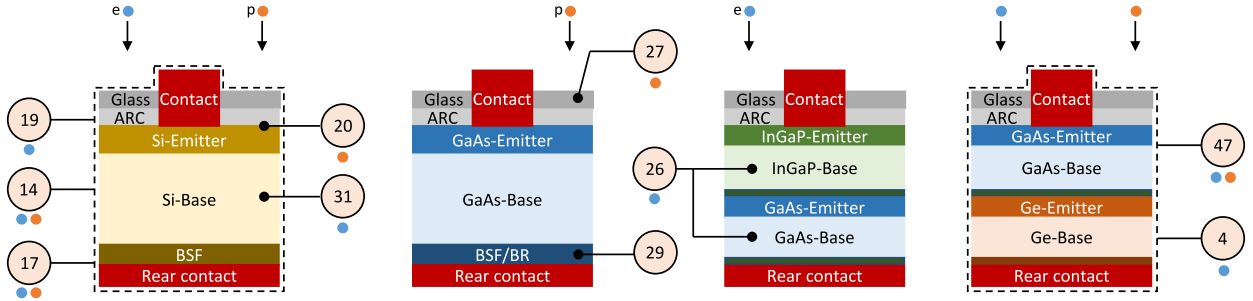 e
p
19
14
17
Glass
Contact
ARC
Si-Emitter
Si-Base
BSF
Rear contact
20
31
p
27
Glass
Contact
ARC
GaAs-Emitter
GaAs-Base
BSF/BR
Rear contact
29
e
26
Glass
Contact
ARC
InGaP-Emitter
InGaP-Base
GaAs-Emitter
GaAs-Base
Rear contact
Glass
Contact
ARC
GaAs-Emitter
GaAs-Base
Ge-Emitter
Ge-Base
Rear contact
47
4